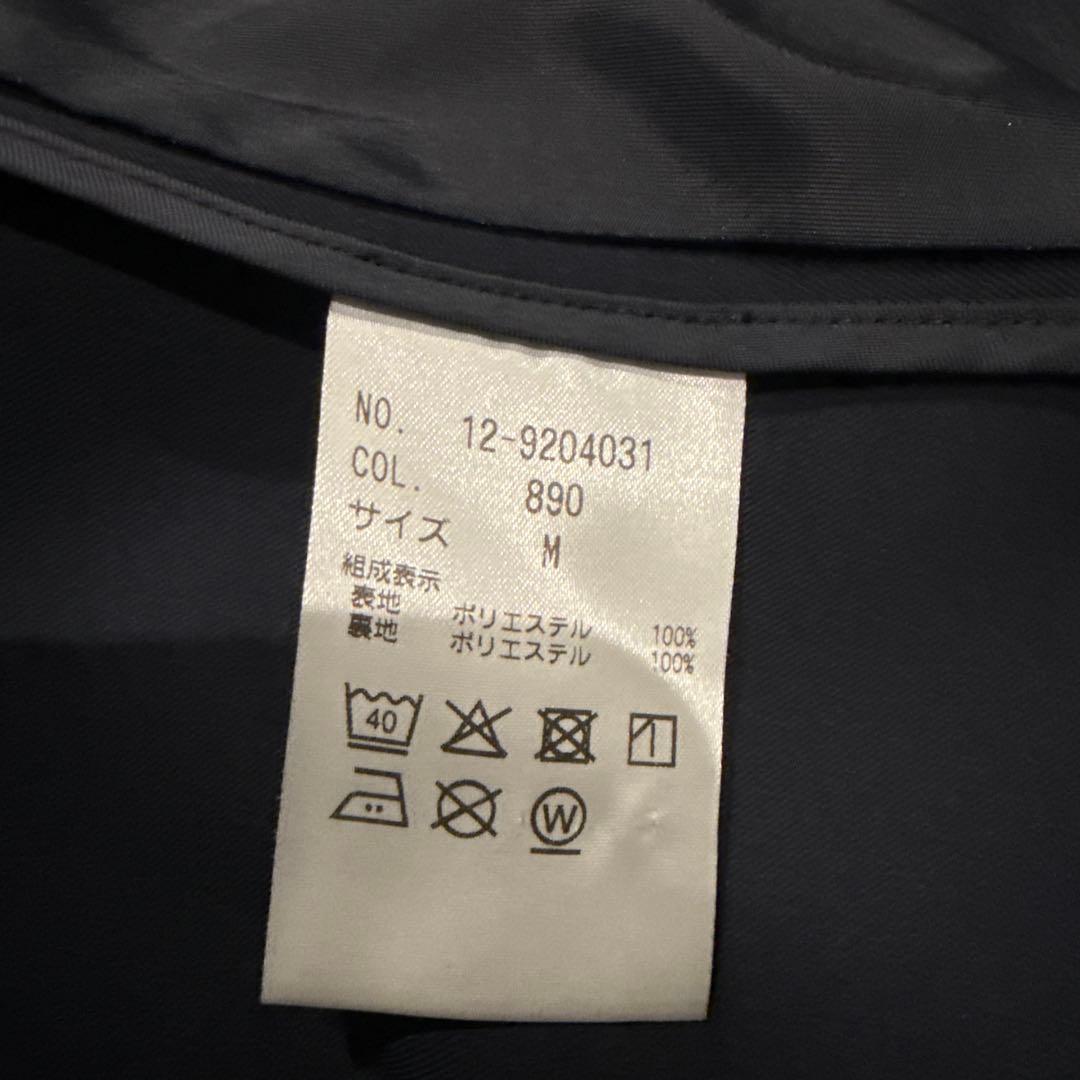 NO. 12-9204031
COL. 890
サイズ M
組成表示
表地 ポリエステル 100%
裏地 ポリエステル 100%
40
W